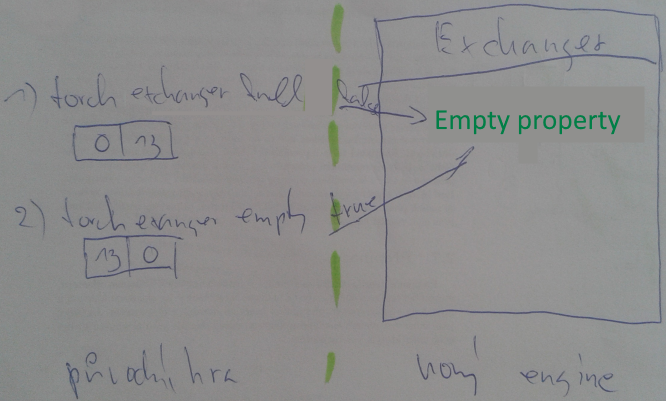 Exchanger
1) torch exchanger full false
Empty property
0 13
2) torch exanger empty true
13 0
původní hra
nový engine